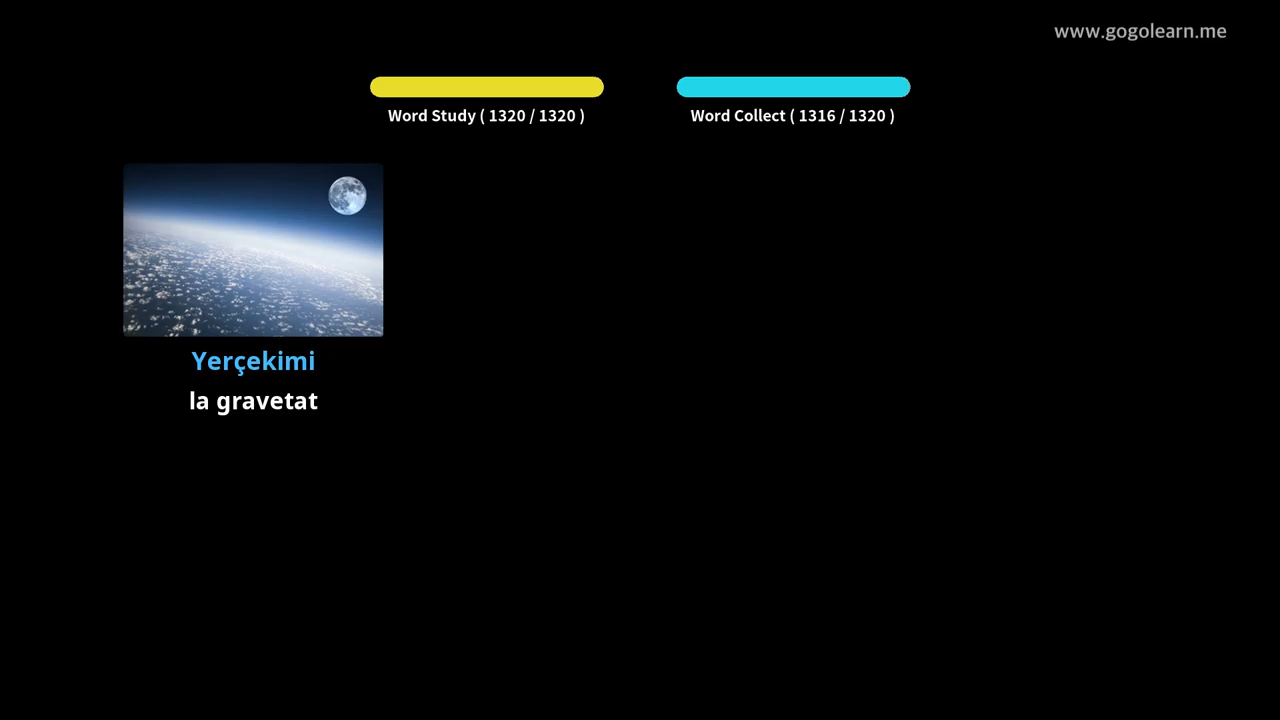 www.gogolearn.me
Word Study ( 1320 / 1320 )
Word Collect ( 1316 / 1320 )
Yerçekimi
la gravetat